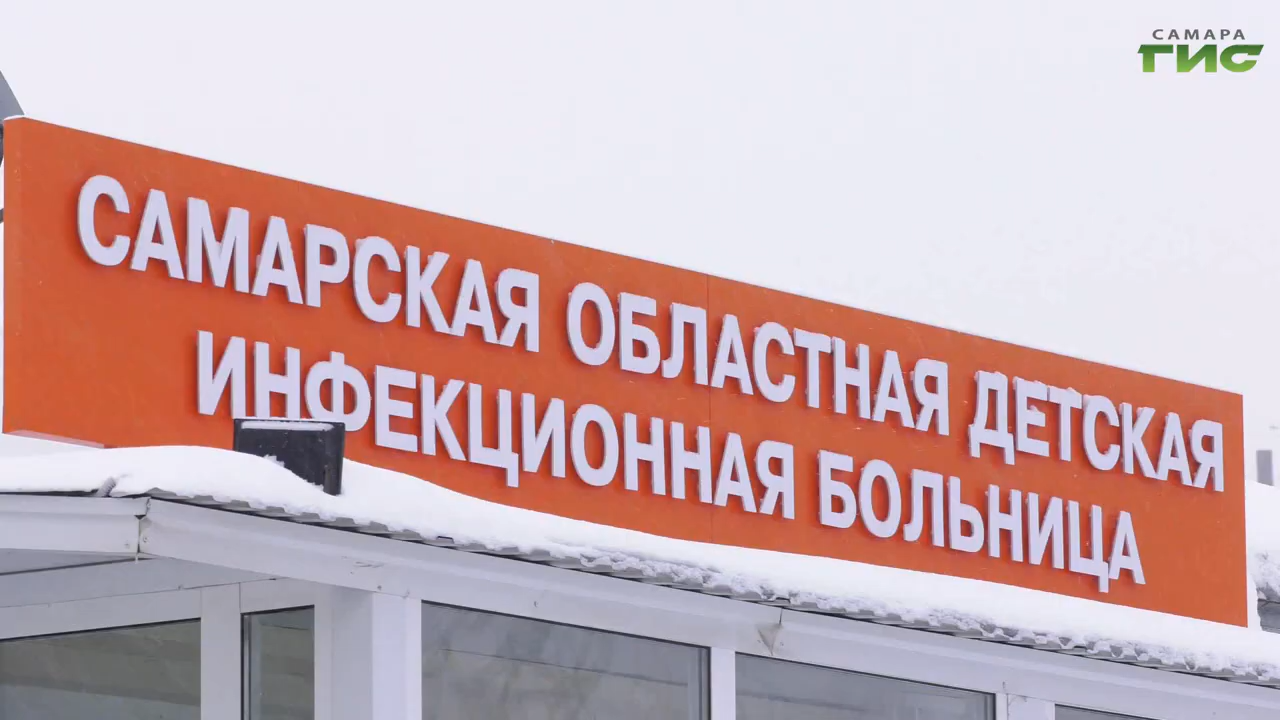 САМАРА
ГИС
САМАРСКАЯ ОБЛАСТНАЯ ДЕТСКАЯ
ИНФЕКЦИОННАЯ БОЛЬНИЦА